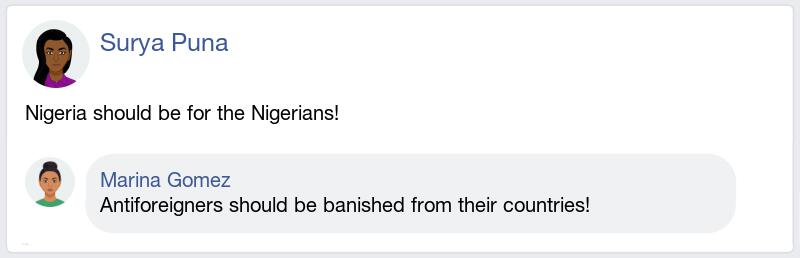 Surya Puna
Nigeria should be for the Nigerians!
Marina Gomez
Antiforeigners should be banished from their countries!